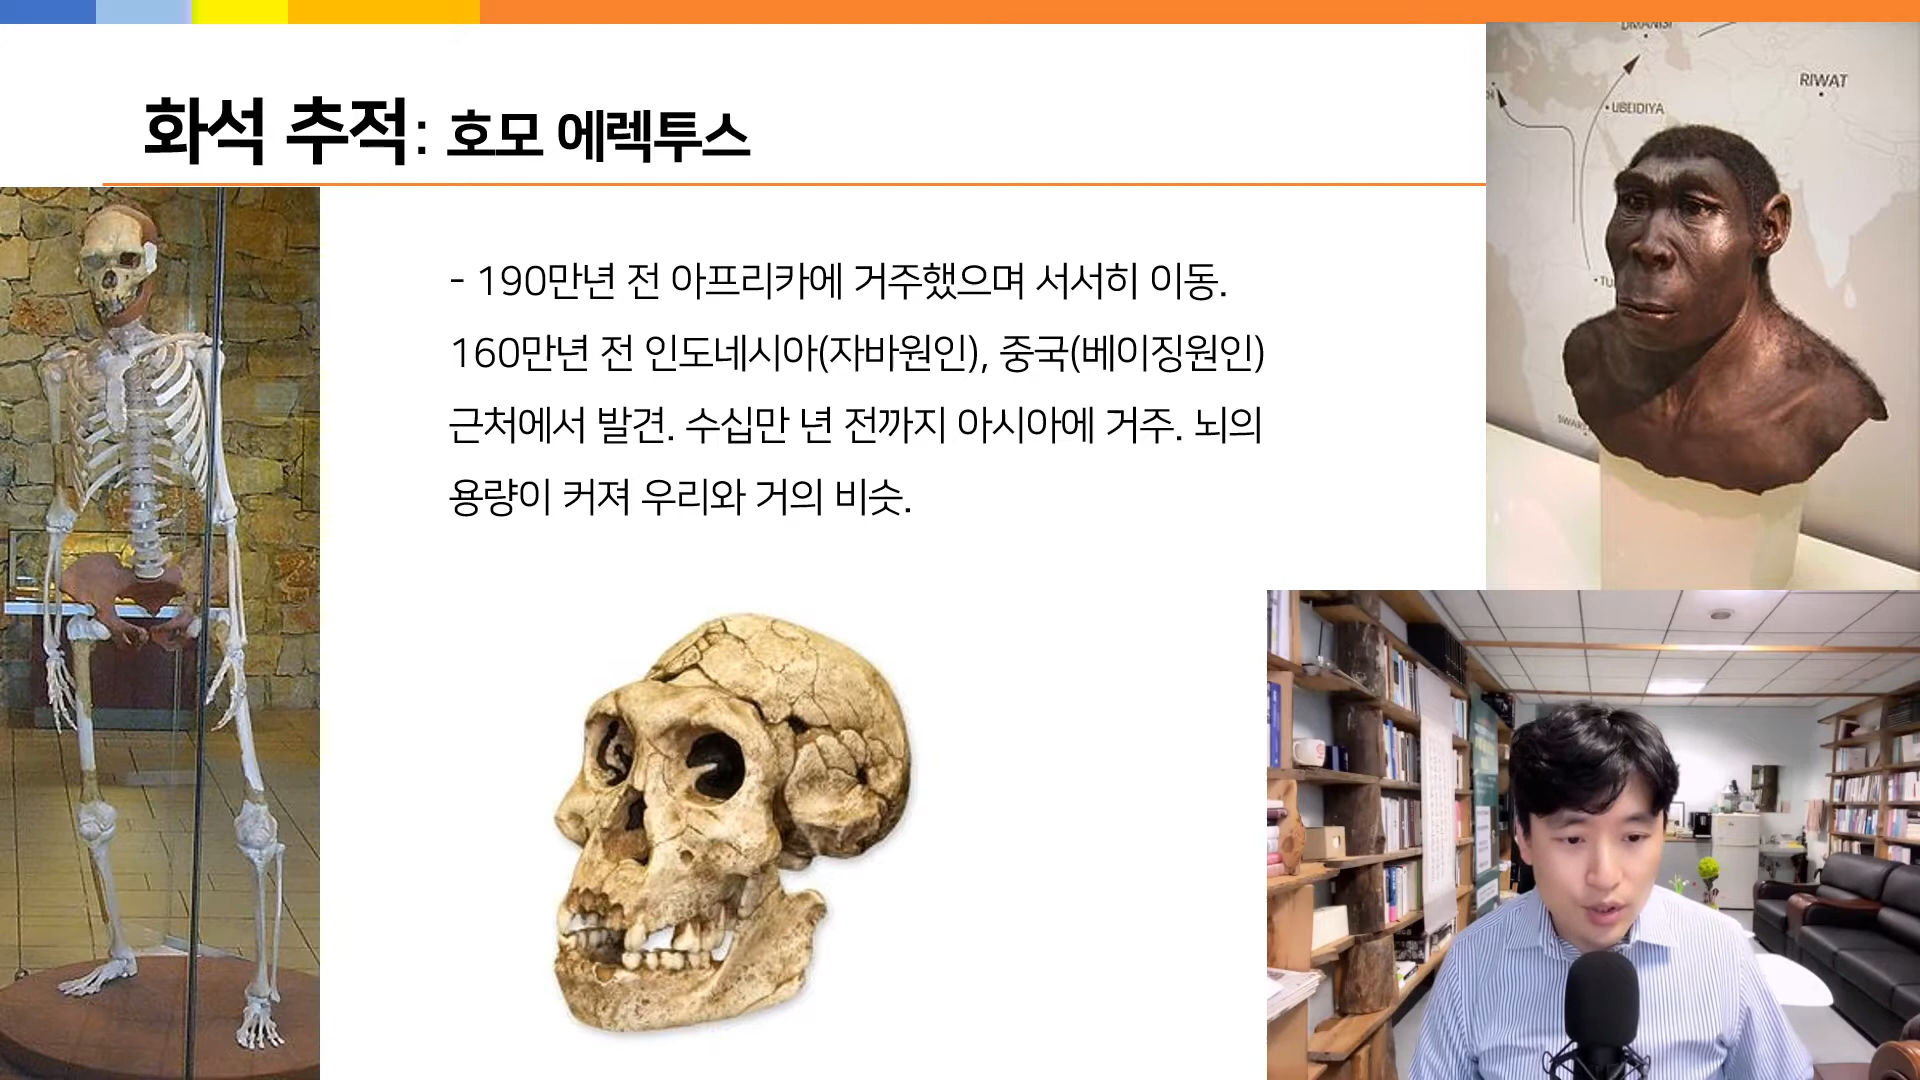 화석 추적: 호모 에렉투스
- 190만년 전 아프리카에 거주했으며 서서히 이동.
160만년 전 인도네시아(자바원인), 중국(베이징원인)
근처에서 발견. 수십만 년 전까지 아시아에 거주. 뇌의
용량이 커져 우리와 거의 비슷.
DMANISI
RIWAT
UBEIDIYA